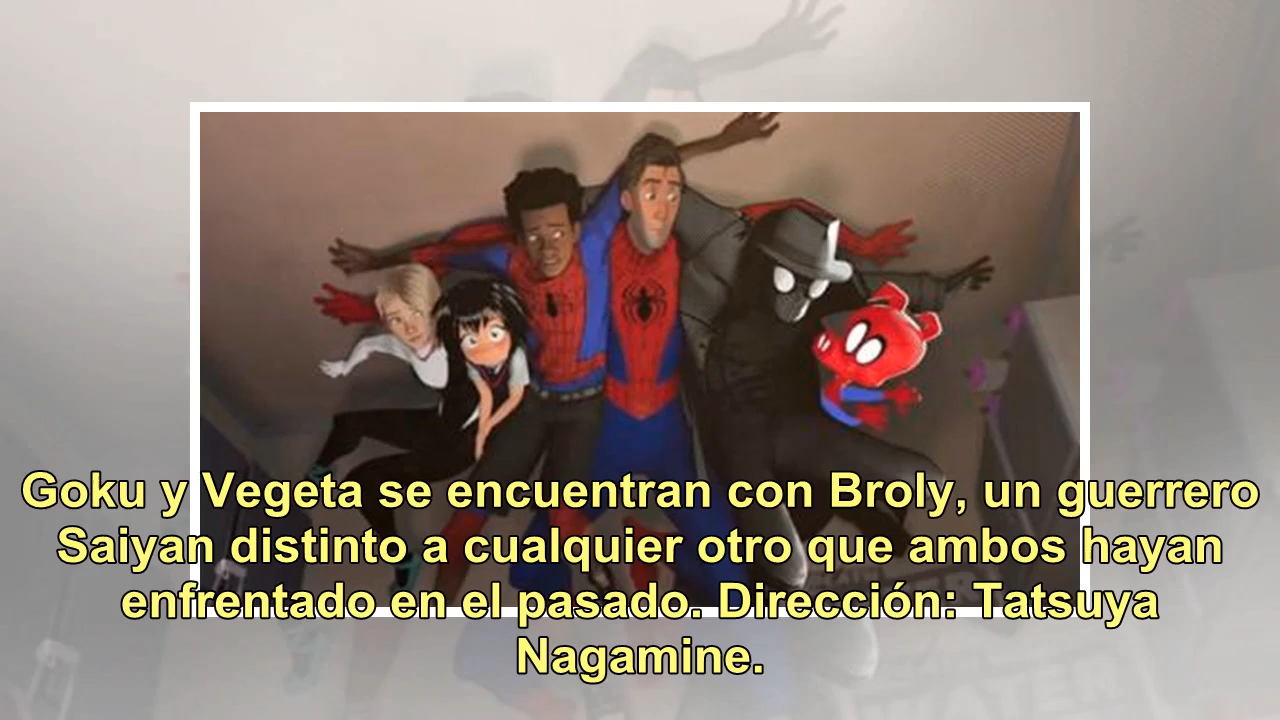 Goku y Vegeta se encuentran con Broly, un guerrero
Saiyan distinto a cualquier otro que ambos hayan
enfrentado en el pasado. Dirección: Tatsuya
Nagamine.